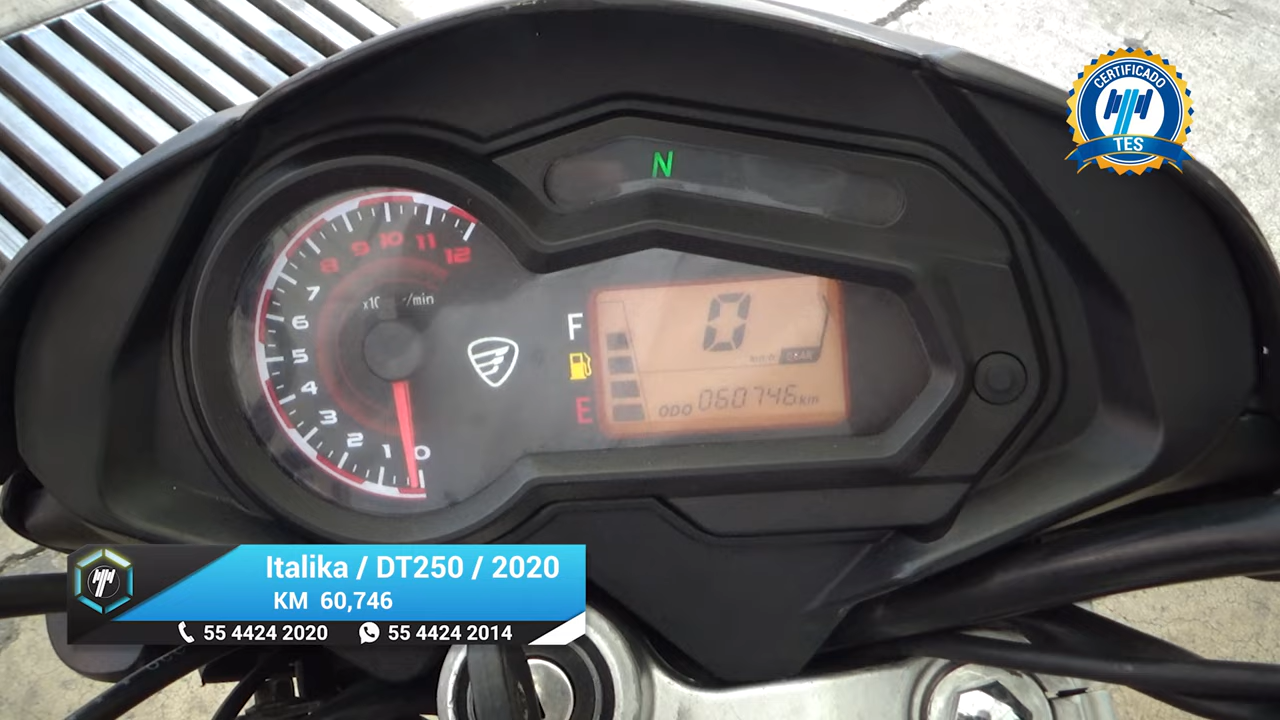 CERTIFICADO
TES
N
8 9 10 11 12
7
6
5
4
3
2
1
0
r/min
F
E
0
ODO 060746 km
Italika / DT250 / 2020
KM 60,746
55 4424 2020 55 4424 2014